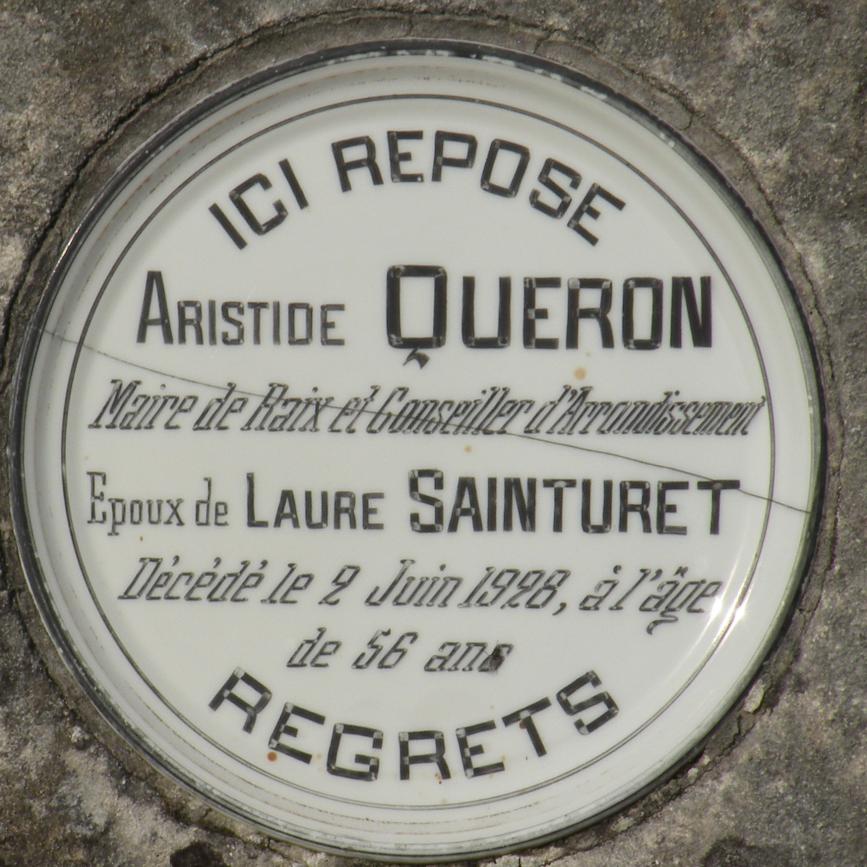 ICI REPOSE
ARISTIDE QUERON
Maire de Raix et Conseiller d'Arrondissement
Epoux de LAURE SAINTURET
Décédé le 2 Juin 1928, à l'âge
de 56 ans
REGRETS